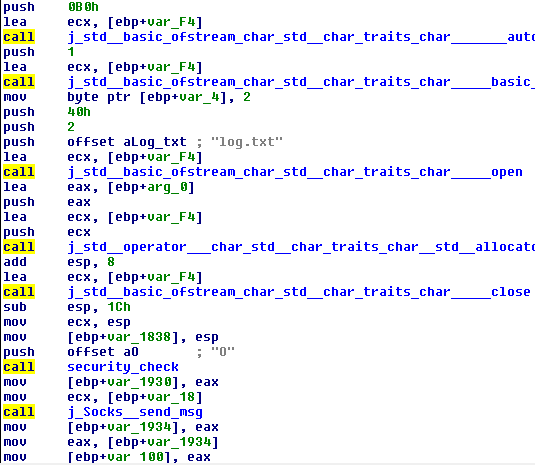 push 0B0h
lea ecx, [ebp+var_F4]
call j_std__basic_ofstream_char_std__char_traits_char_______auto
push 1
lea ecx, [ebp+var_F4]
call j_std__basic_ofstream_char_std__char_traits_char_____basic_
mov byte ptr [ebp+var_4], 2
push 40h
push 2
push offset aLog_txt ; "log.txt"
lea ecx, [ebp+var_F4]
call j_std__basic_ofstream_char_std__char_traits_char_____open
lea eax, [ebp+arg_0]
push eax
lea ecx, [ebp+var_F4]
push ecx
call j_std__operator___char_std__char_traits_char__std__allocato
add esp, 8
lea ecx, [ebp+var_F4]
call j_std__basic_ofstream_char_std__char_traits_char_____close
sub esp, 1Ch
mov ecx, esp
mov [ebp+var_1838], esp
push offset aO ; "O"
call security_check
mov [ebp+var_1930], eax
mov ecx, [ebp+var_18]
call j_Socks__send_msg
mov [ebp+var_1934], eax
mov eax, [ebp+var_1934]
mov [ebp+var_100], eax